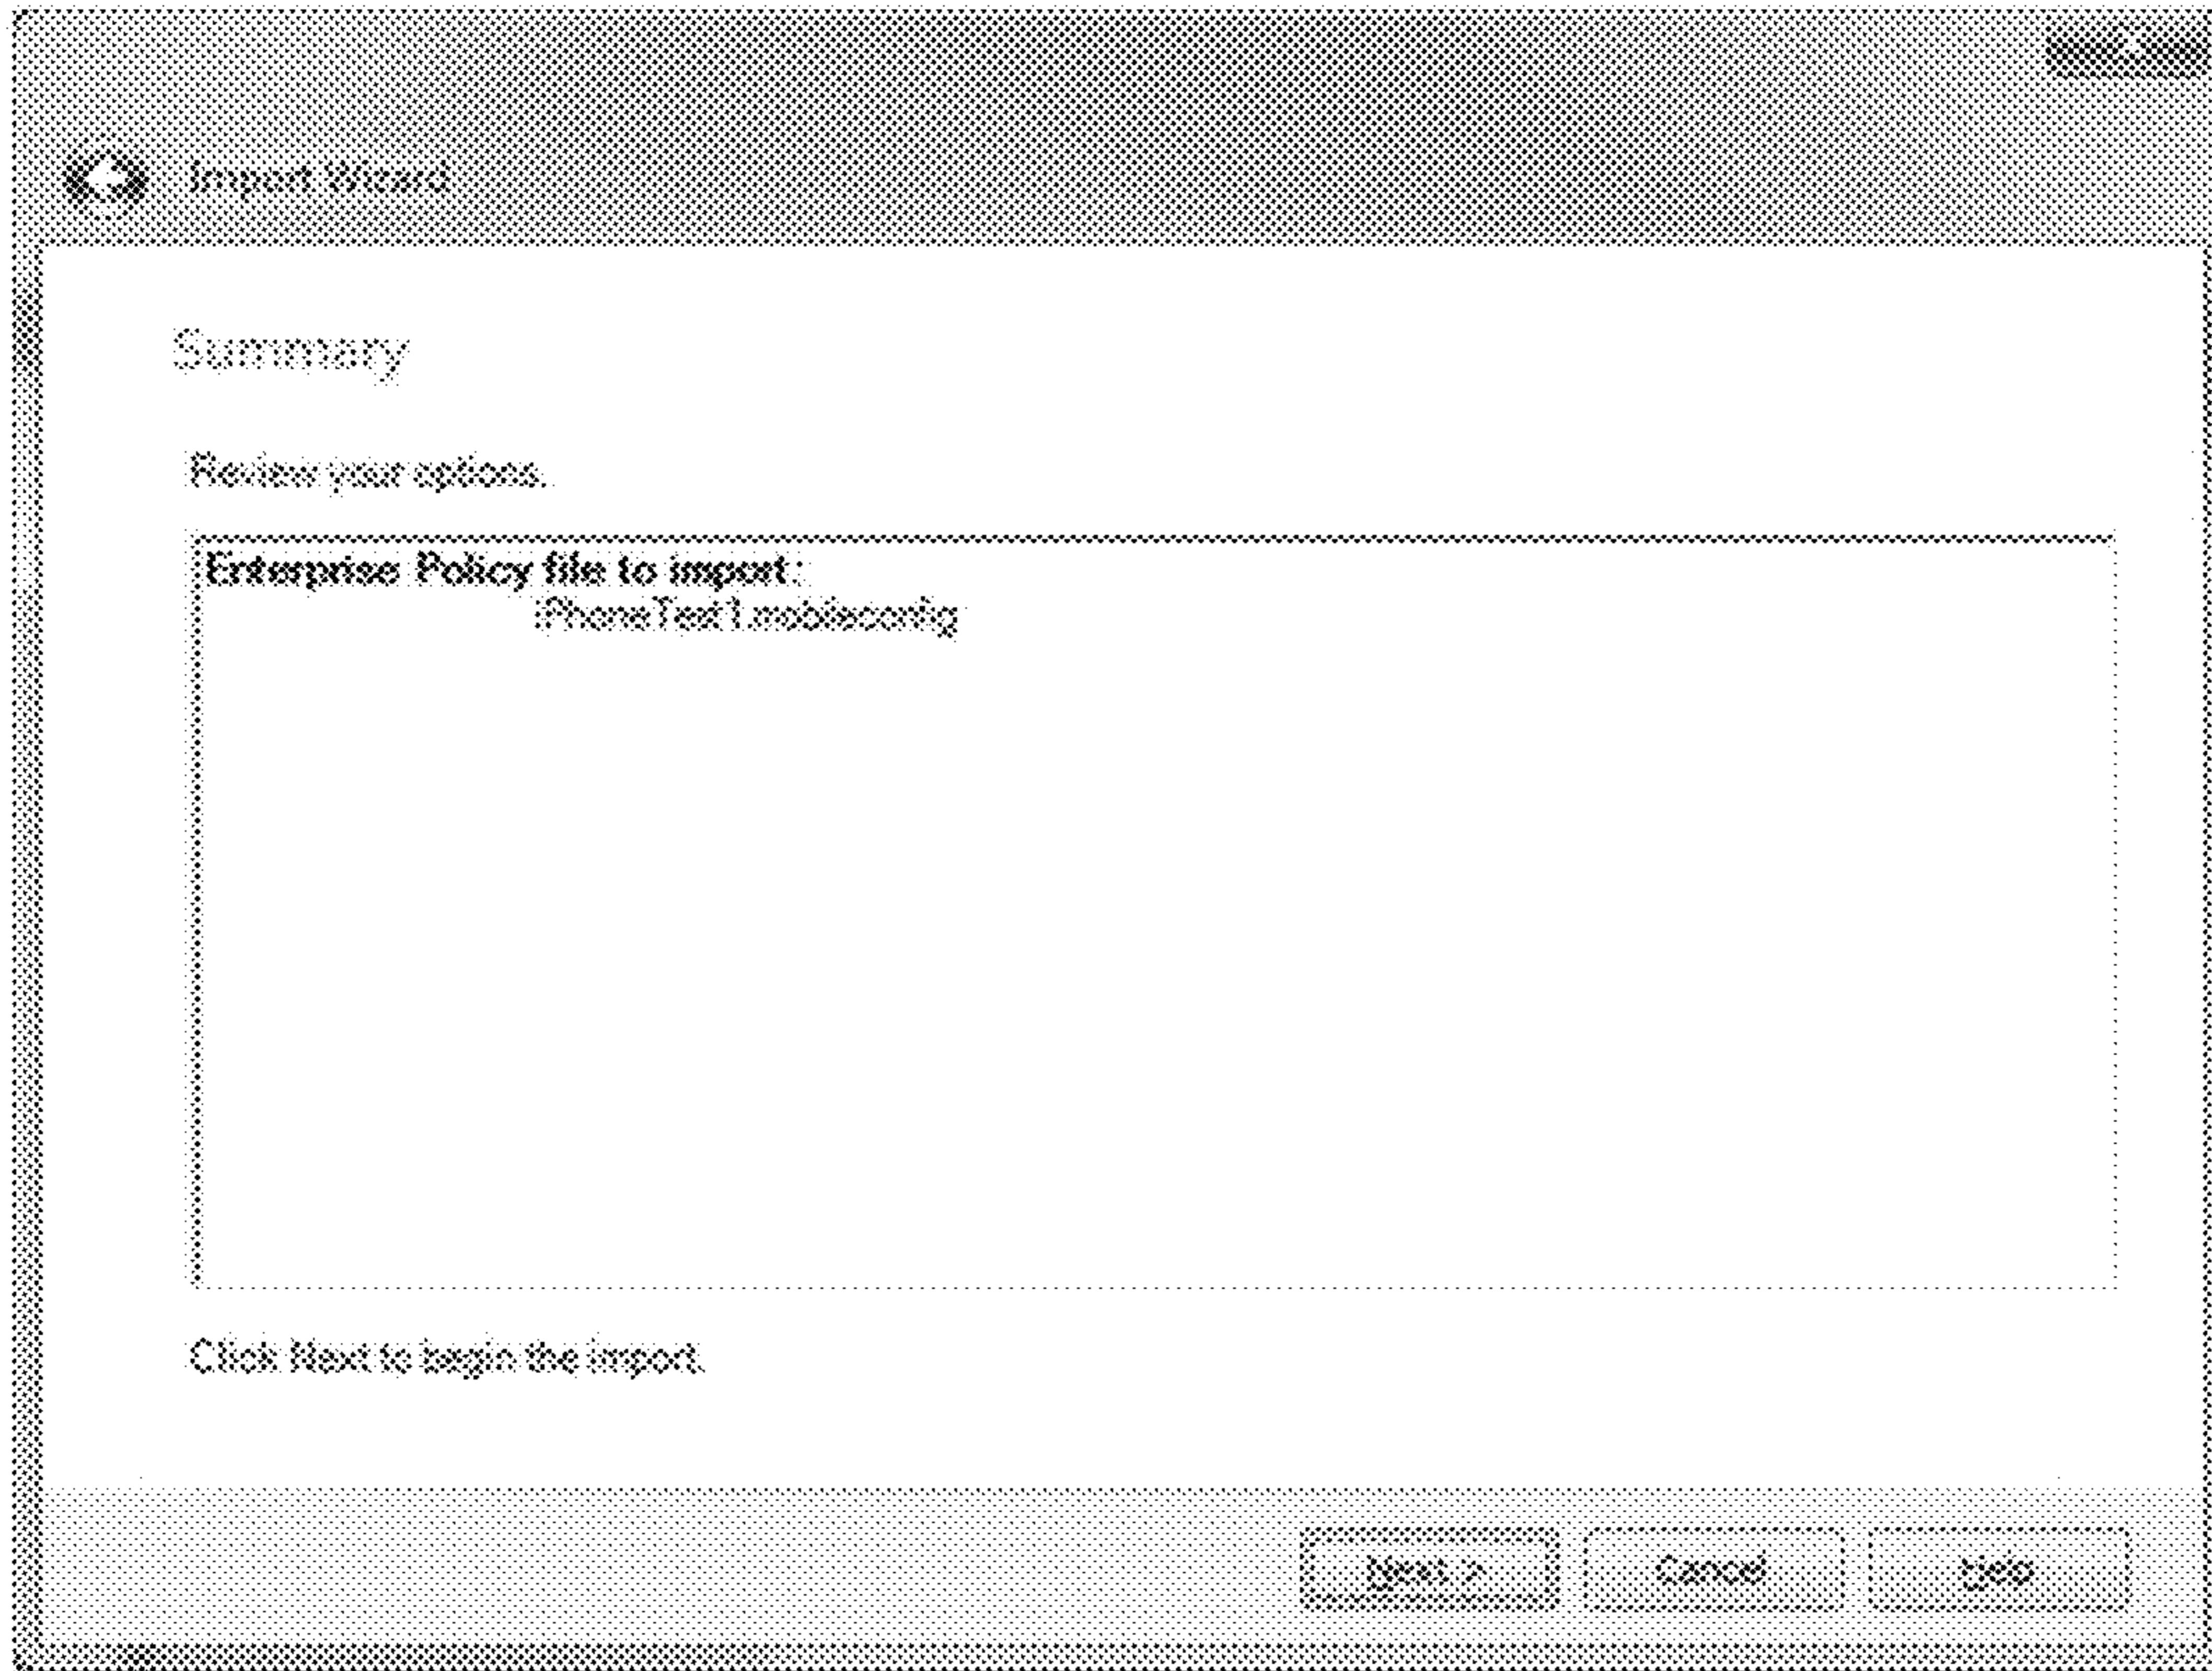 Import Wizard
Summary
Review your options.
Enterprise Policy file to import:
iPhoneTest1.mobileconfig
Click Next to begin the import.
Next >
Cancel
Help